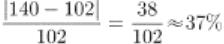 |140 − 102| / 102 = 38 / 102 ≈ 37%